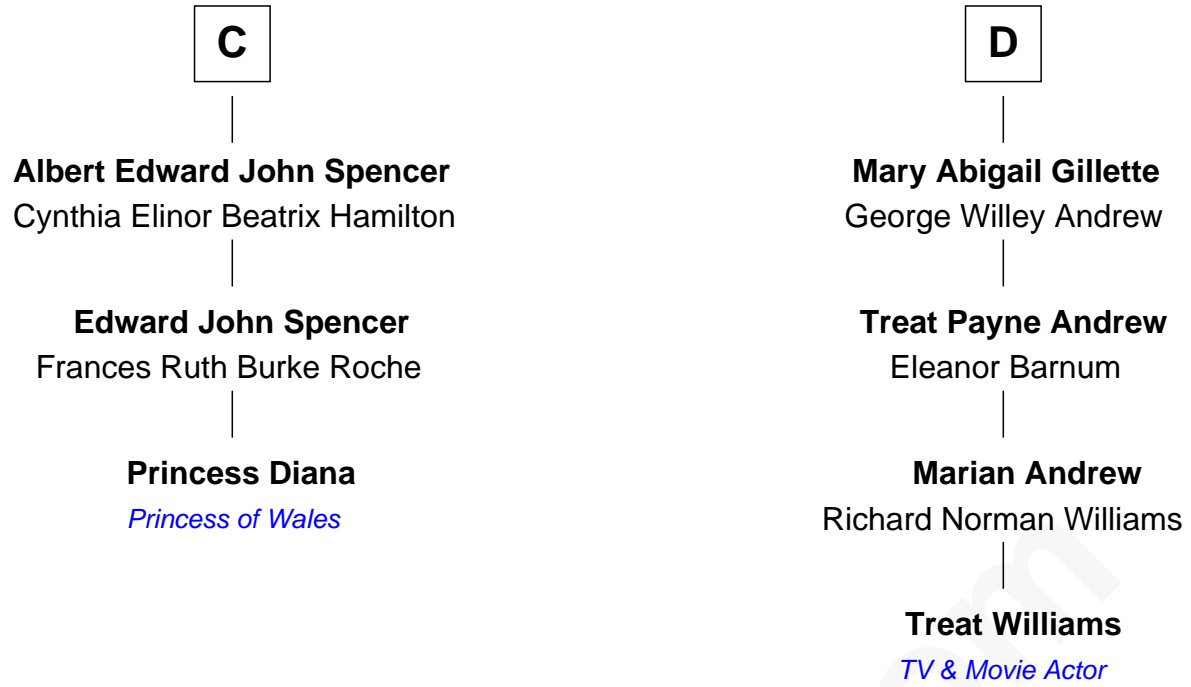 C
Albert Edward John Spencer
Cynthia Elinor Beatrix Hamilton
Edward John Spencer
Frances Ruth Burke Roche
Princess Diana
Princess of Wales
D
Mary Abigail Gillette
George Willey Andrew
Treat Payne Andrew
Eleanor Barnum
Marian Andrew
Richard Norman Williams
Treat Williams
TV & Movie Actor
om